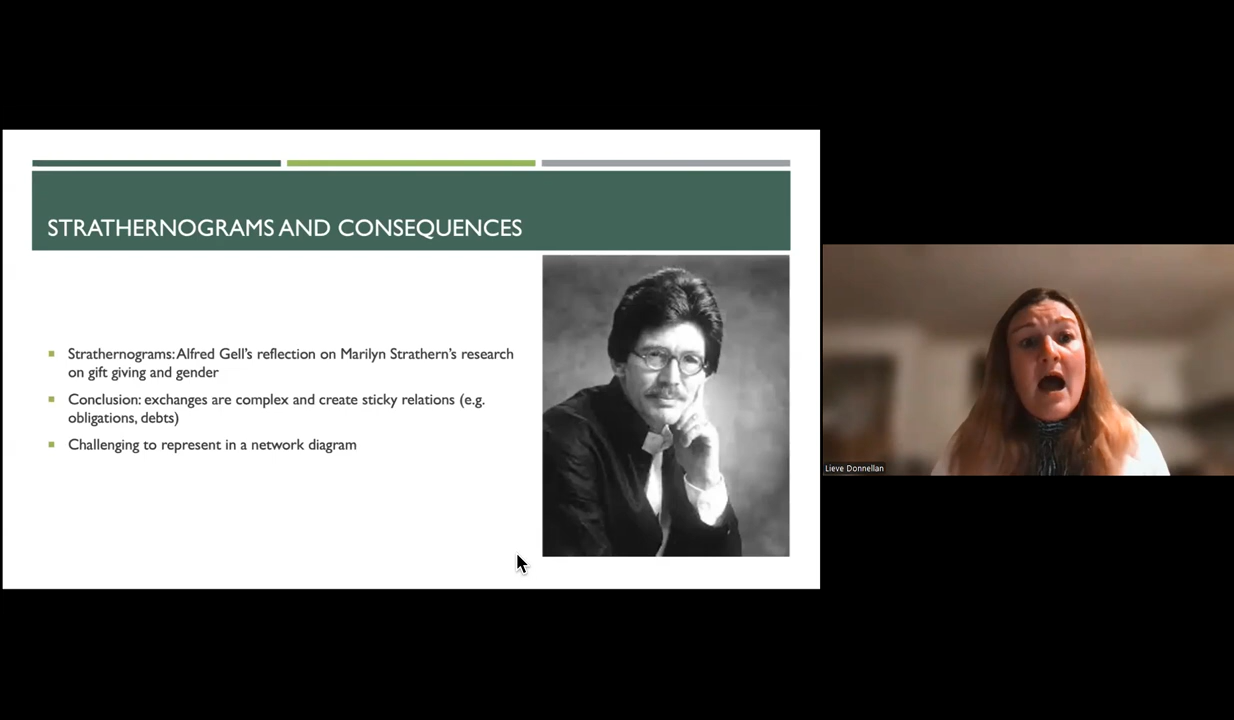 STRATHERNOGRAMS AND CONSEQUENCES
Strathernograms: Alfred Gell's reflection on Marilyn Strathern's research
on gift giving and gender
Conclusion: exchanges are complex and create sticky relations (e.g.
obligations, debts)
Challenging to represent in a network diagram
Lieve Donnellan